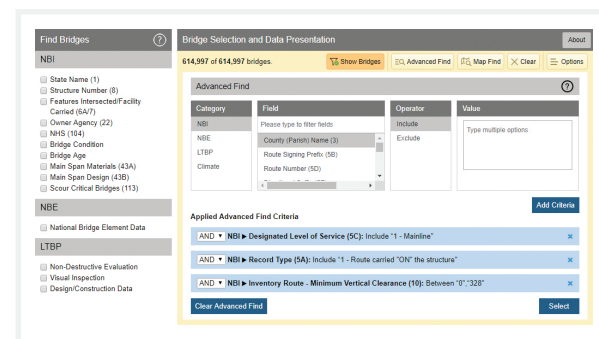 Find Bridges
?
NBI
State Name (1)
Structure Number (8)
Features Intersected/Facility
Carried (6A/7)
Owner Agency (22)
NHS (104)
Bridge Condition
Bridge Age
Main Span Materials (43A)
Main Span Design (43B)
Scour Critical Bridges (113)
NBE
National Bridge Element Data
LTBP
Non-Destructive Evaluation
Visual Inspection
Design/Construction Data
Bridge Selection and Data Presentation
About
614,997 of 614,997 bridges.
Show Bridges
Advanced Find
Map Find
Clear
Options
Advanced Find
?
Category
Field
Operator
Value
NBI
NBE
LTBP
Climate
Please type to filter fields
County (Parish) Name (3)
Route Signing Prefix (5B)
Route Number (5D)
Include
Exclude
Type multiple options
Add Criteria
Applied Advanced Find Criteria
AND ▾ NBI ► Designated Level of Service (5C): Include "1 - Mainline" ×
AND ▾ NBI ► Record Type (5A): Include "1 - Route carried "ON" the structure" ×
AND ▾ NBI ► Inventory Route - Minimum Vertical Clearance (10): Between "0","328" ×
Clear Advanced Find
Select